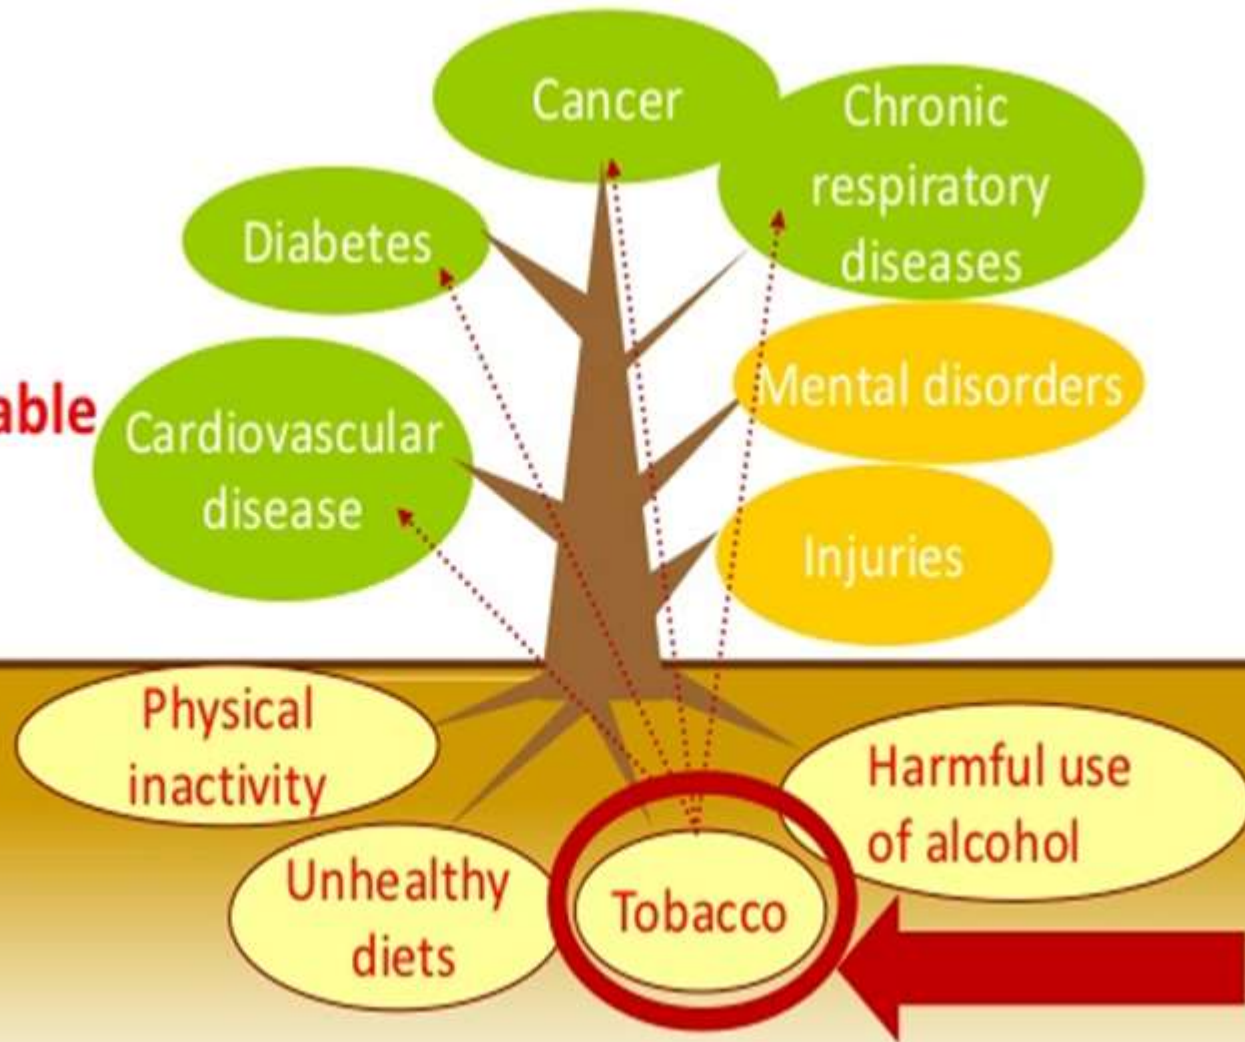 Cancer
Chronic
respiratory
diseases
Diabetes
Mental disorders
able
Cardiovascular
disease
Injuries
Physical
inactivity
Harmful use
of alcohol
Unhealthy
diets
Tobacco